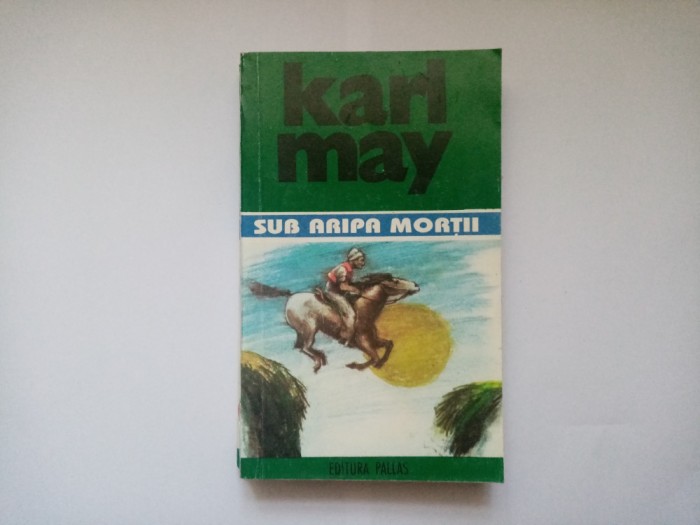 karl
may
SUB ARIPA MORȚII
EDITURA PALLAS